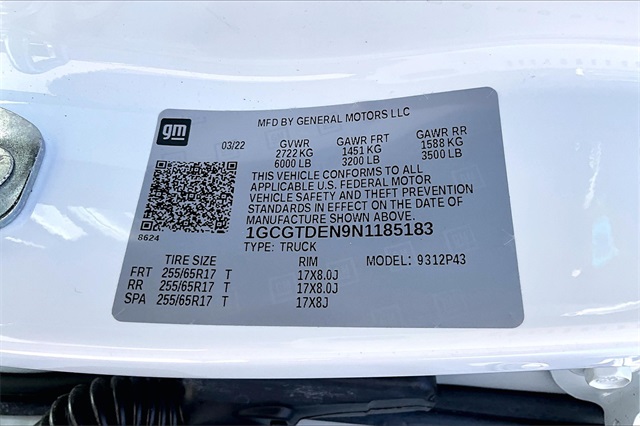 gm
MFD BY GENERAL MOTORS LLC
03/22 GVWR GAWR FRT GAWR RR
2722 KG 1451 KG 1588 KG
6000 LB 3200 LB 3500 LB
THIS VEHICLE CONFORMS TO ALL
APPLICABLE U.S. FEDERAL MOTOR
VEHICLE SAFETY AND THEFT PREVENTION
STANDARDS IN EFFECT ON THE DATE OF
MANUFACTURE SHOWN ABOVE.
8624
1GCGTDEN9N1185183
TYPE: TRUCK
TIRE SIZE RIM MODEL: 9312P43
FRT 255/65R17 T 17X8.0J
RR 255/65R17 T 17X8.0J
SPA 255/65R17 T 17X8J